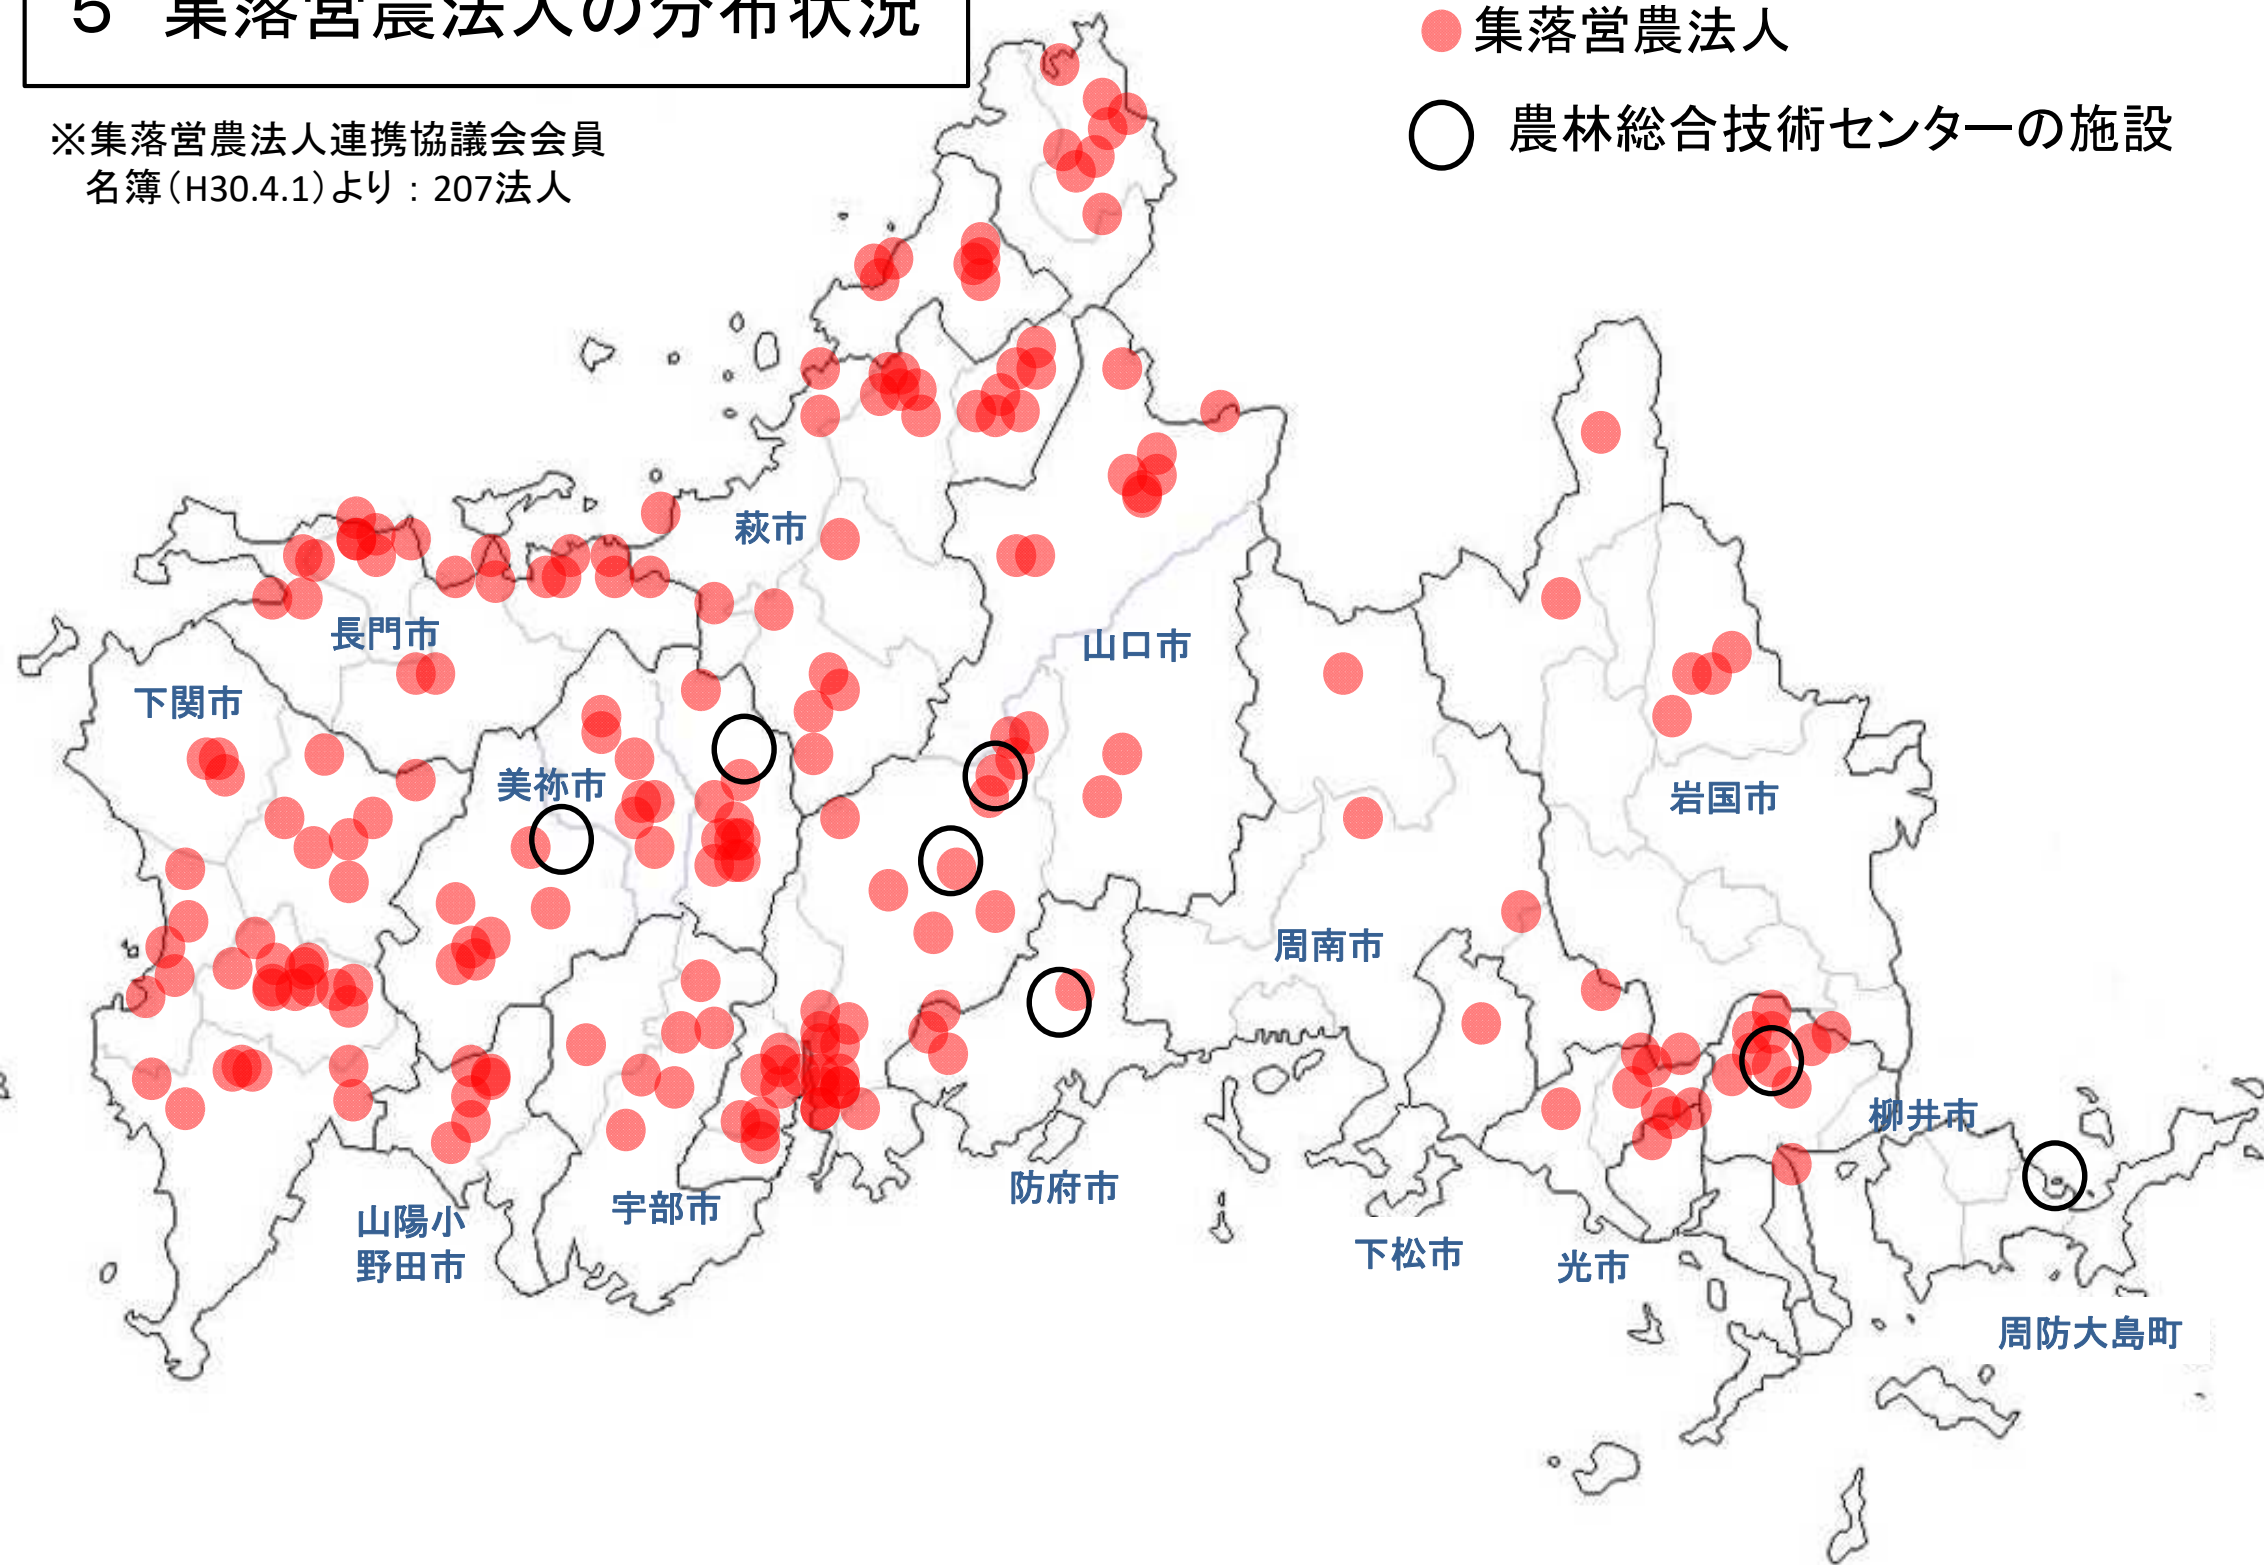 5 集落営農法人の分布状況
集落営農法人
農林総合技術センターの施設
※集落営農法人連携協議会会員
名簿（H30.4.1）より：207法人
萩市
長門市
山口市
下関市
美祢市
岩国市
周南市
柳井市
防府市
宇部市
山陽小
野田市
下松市
光市
周防大島町